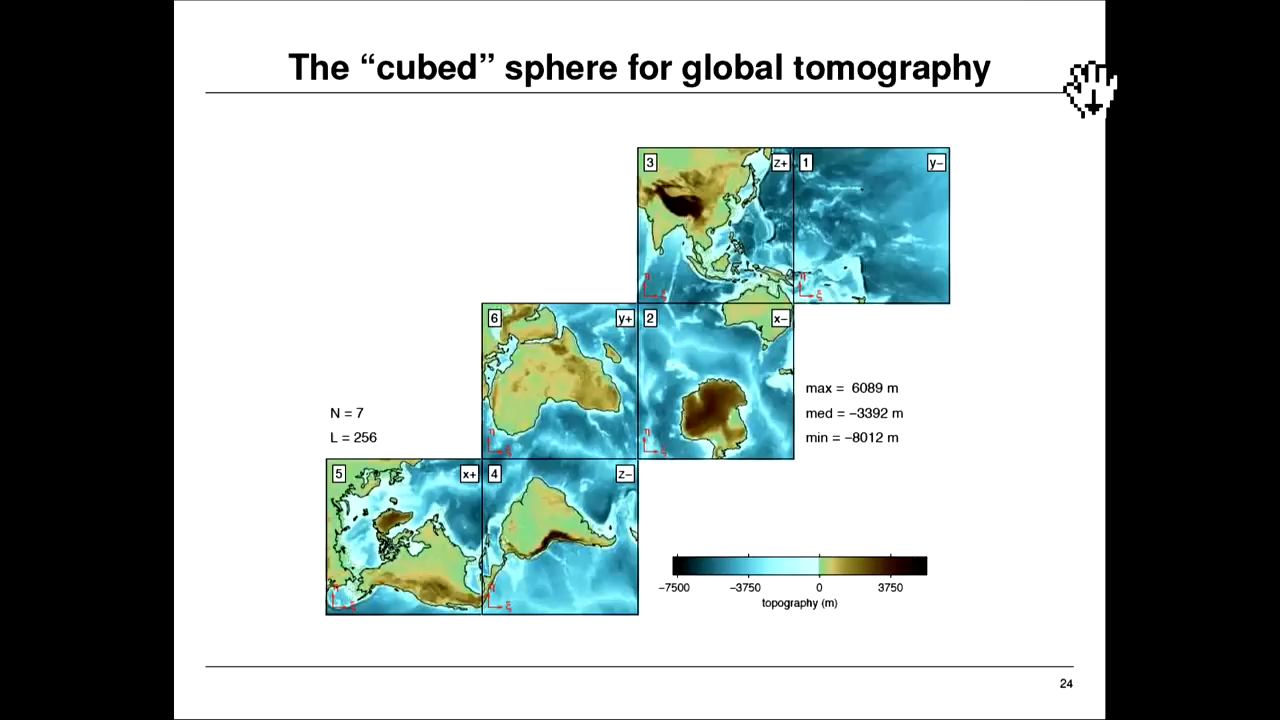 The “cubed” sphere for global tomography
3 z+ 1 y−
η ξ η ξ
6 y+ 2 x−
max = 6089 m
N = 7
med = −3392 m
L = 256
min = −8012 m
η ξ η ξ
5 x+ 4 z−
η ξ η ξ
−7500 −3750 0 3750
topography (m)
24